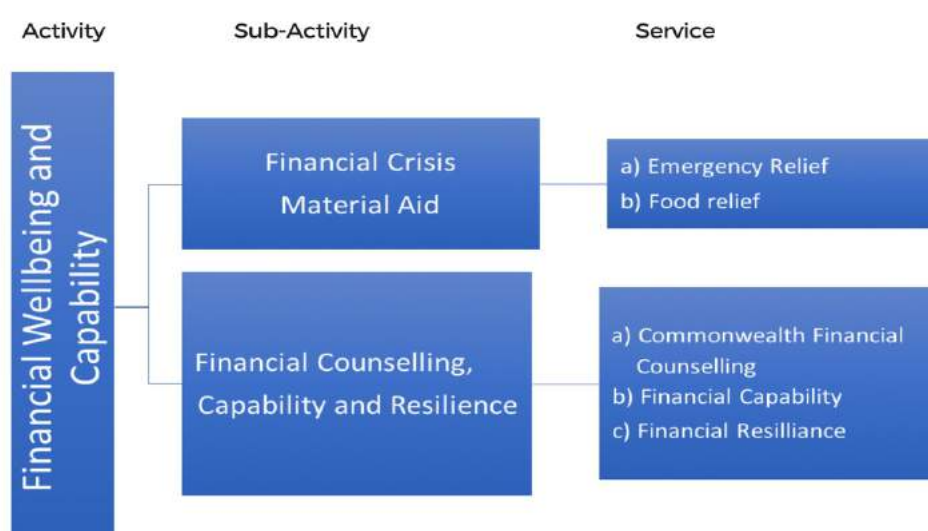 Activity
Sub-Activity
Service
Financial Wellbeing and
Capability
Financial Crisis
Material Aid
a) Emergency Relief
b) Food relief
Financial Counselling,
Capability and Resilience
a) Commonwealth Financial
Counselling
b) Financial Capability
c) Financial Resilliance